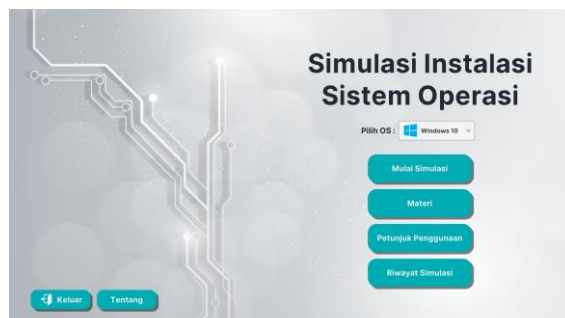 Simulasi Instalasi
Sistem Operasi
Pilih OS : Windows 10
Mulai Simulasi
Materi
Petunjuk Penggunaan
Riwayat Simulasi
Keluar Tentang